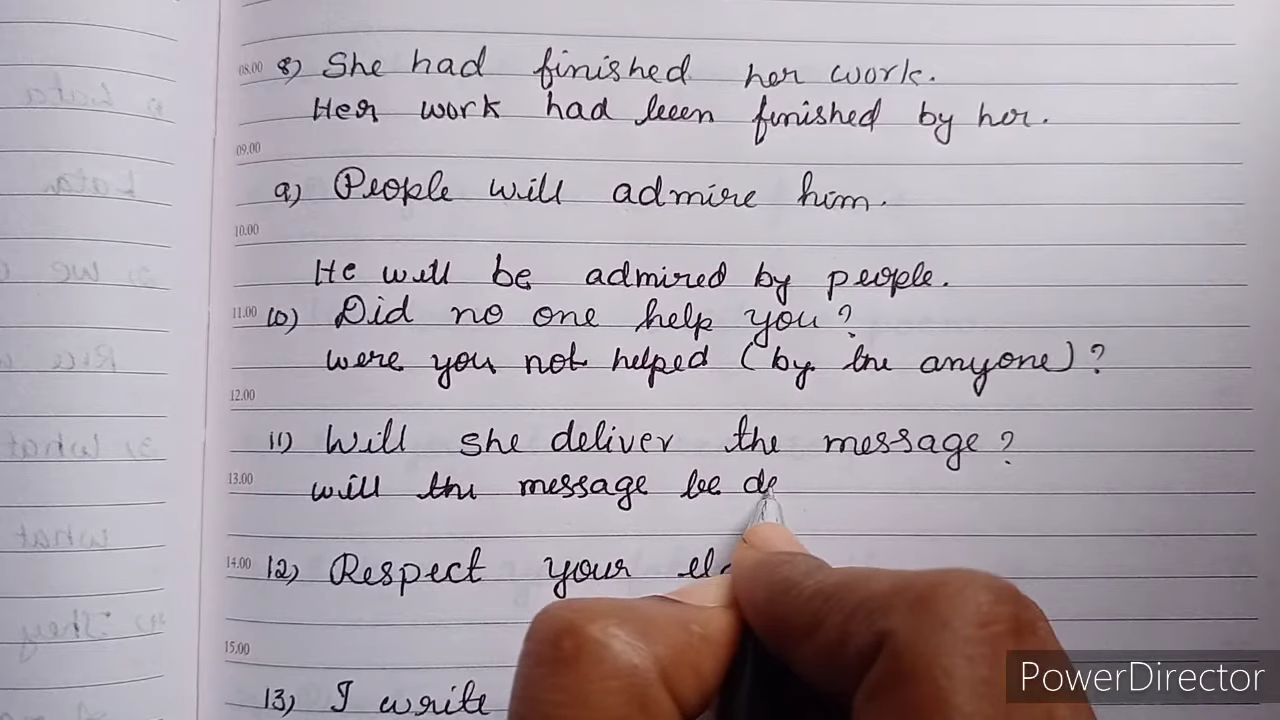 08.00 8) She had finished her work.
Her work had been finished by her.
09.00
9) People will admire him.
10.00
He will be admired by people.
11.00 10) Did no one help you?
were you not helped (by the anyone)?
12.00
11) Will she deliver the message?
13.00 will the message be de
14.00 12) Respect your el
15.00
13) I write
PowerDirector